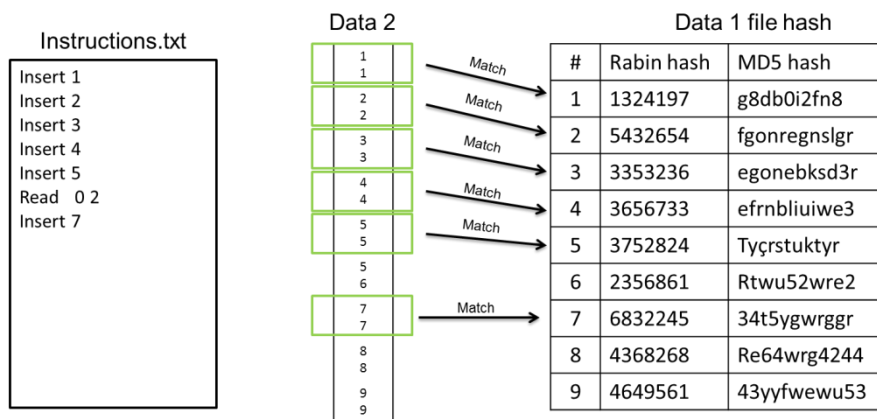 Instructions.txt
Insert 1
Insert 2
Insert 3
Insert 4
Insert 5
Read 0 2
Insert 7
Data 2
1
1
2
2
3
3
4
4
5
5
5
6
7
7
8
8
9
9
Match
Match
Match
Match
Match
Match
Data 1 file hash
# Rabin hash MD5 hash
1 1324197 g8db0i2fn8
2 5432654 fgonregnslgr
3 3353236 egonebksd3r
4 3656733 efrnbliuiwe3
5 3752824 Tyçrstuktyr
6 2356861 Rtwu52wre2
7 6832245 34t5ygwrggr
8 4368268 Re64wrg4244
9 4649561 43yyfwewu53